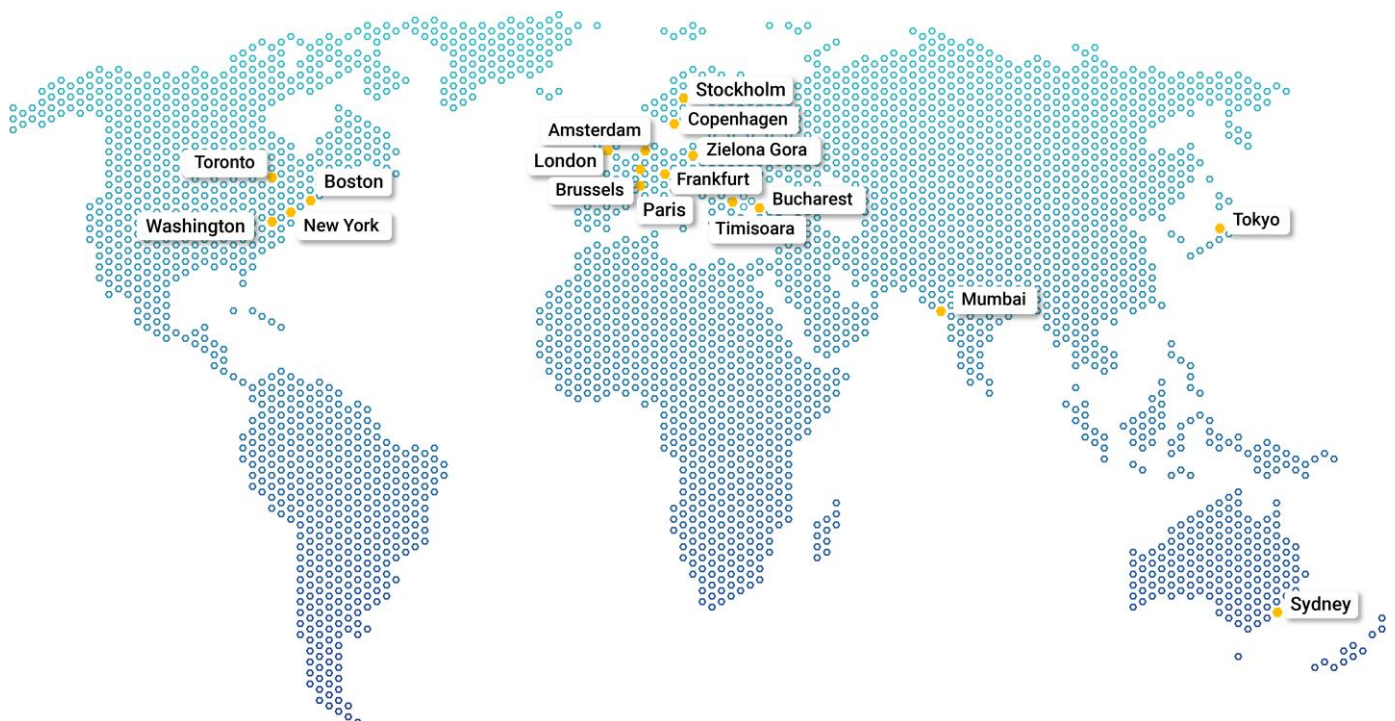 Stockholm
Copenhagen
Amsterdam
Zielona Gora
London
Toronto
Boston
Frankfurt
Brussels
Bucharest
Paris
Washington
New York
Timisoara
Tokyo
Mumbai
Sydney